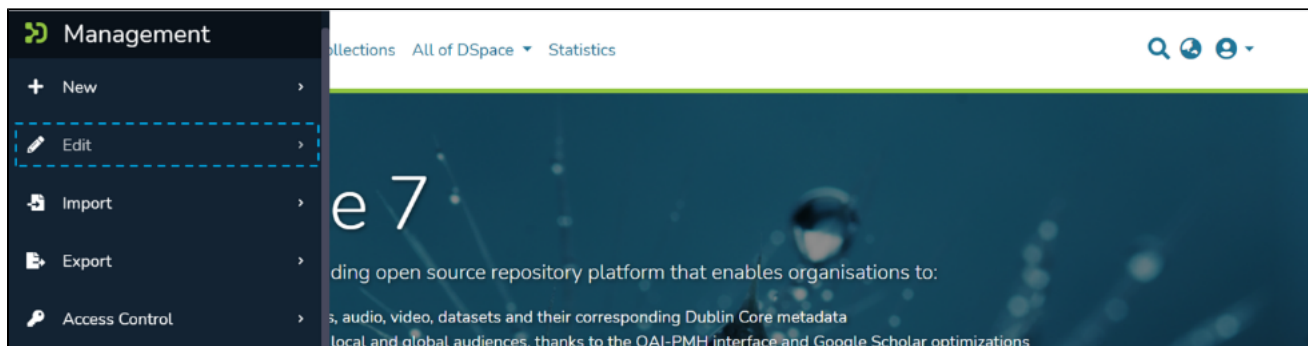 Management
ollections All of DSpace Statistics
New
Edit
Import
Export
Access Control
e 7
ding open source repository platform that enables organisations to:
s, audio, video, datasets and their corresponding Dublin Core metadata
local and global audiences, thanks to the OAI-PMH interface and Google Scholar optimizations